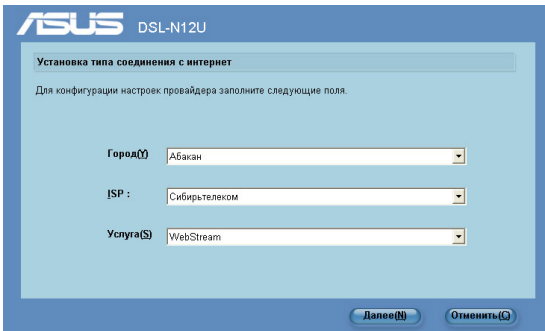 ASUS DSL-N12U
Установка типа соединения с интернет
Для конфигурации настроек провайдера заполните следующие поля.
Город(Y) Абакан
ISP : Сибирьтелеком
Услуга(S) WebStream
Далее(N) Отменить(C)